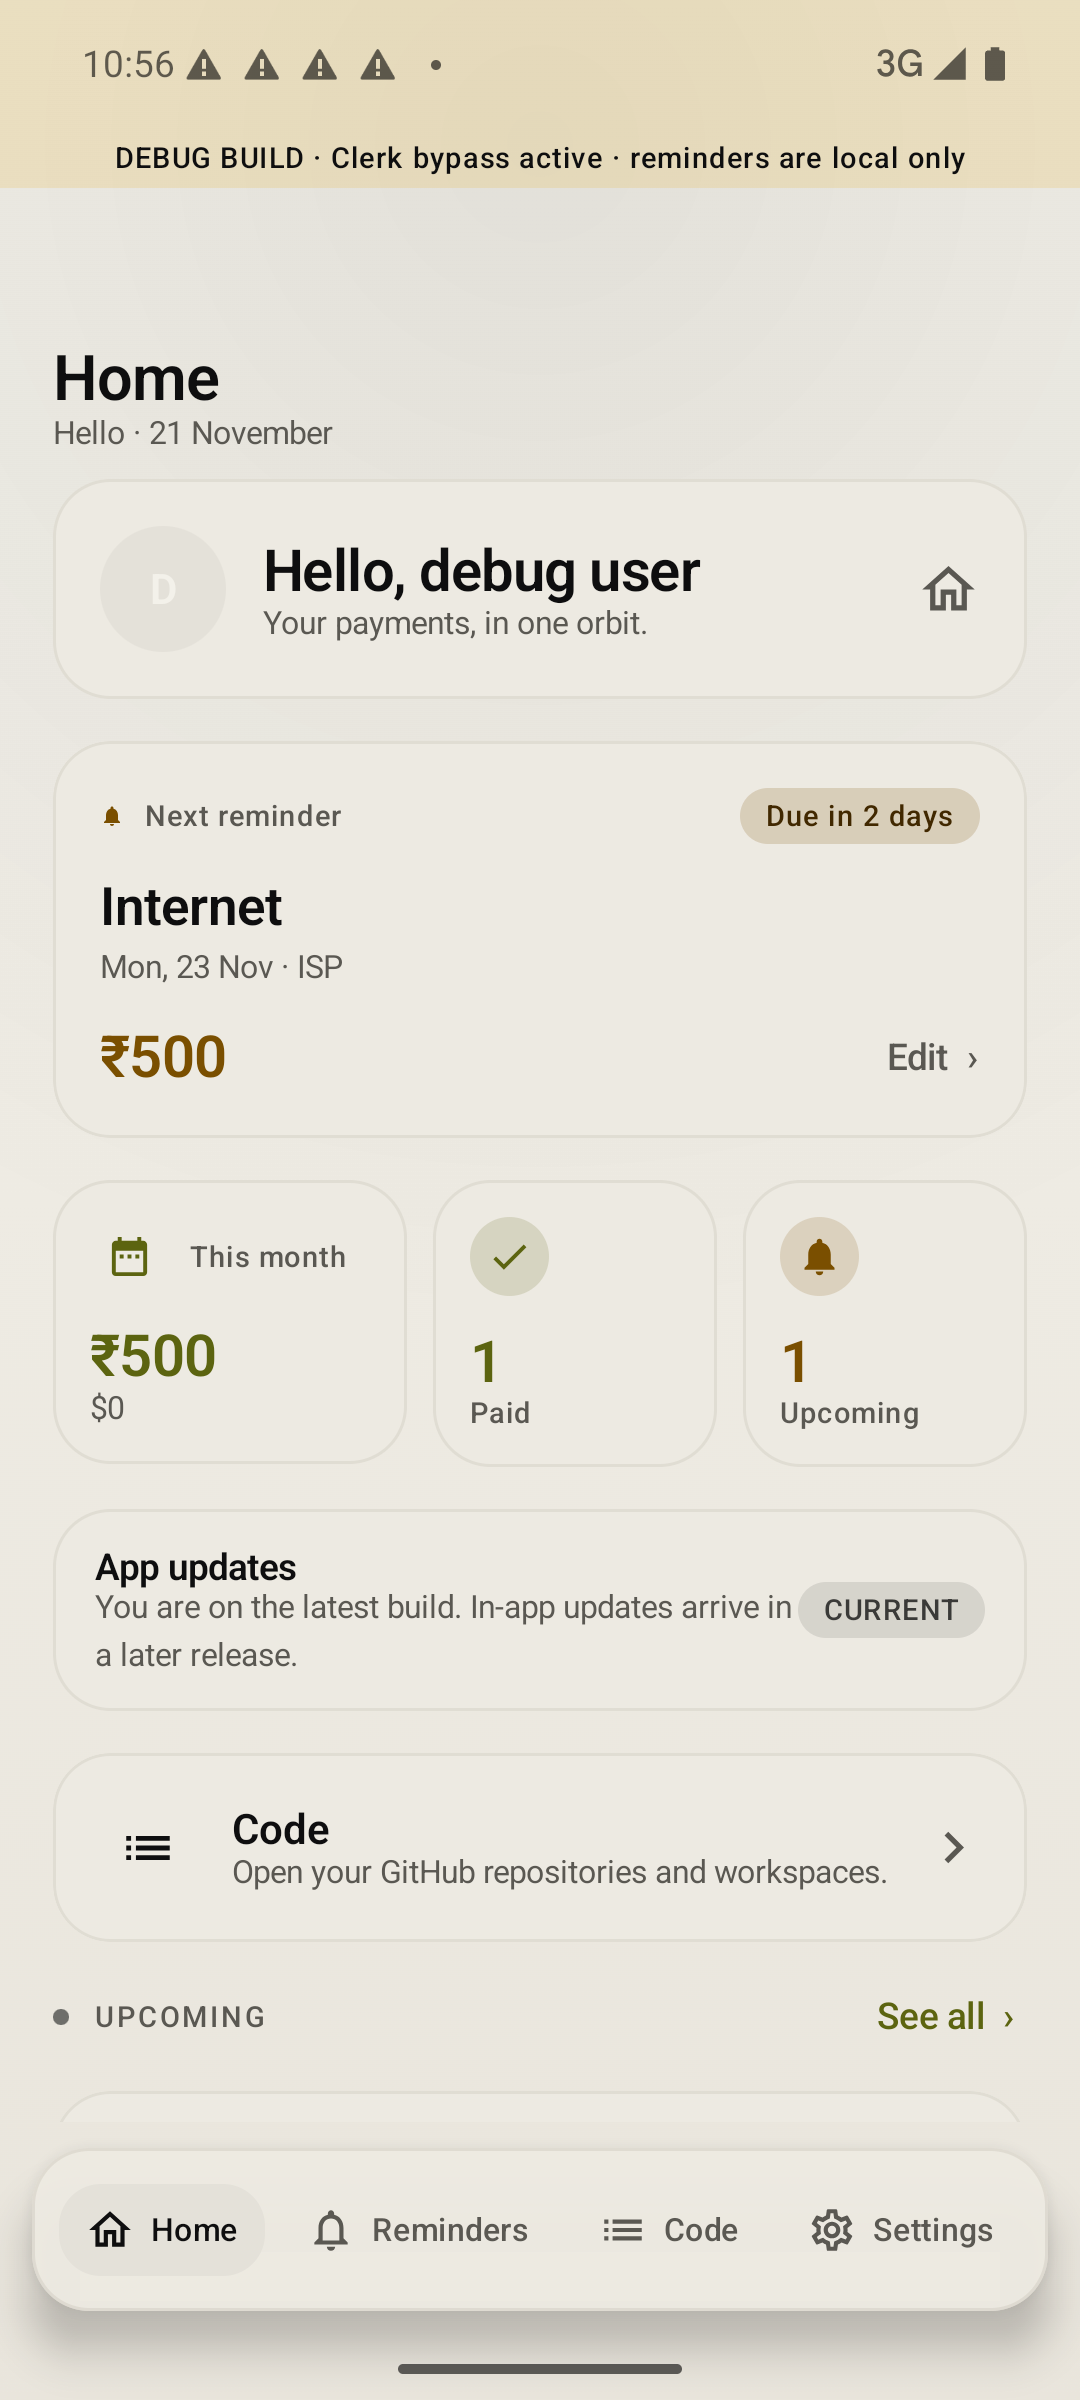 10:56
3G
DEBUG BUILD · Clerk bypass active · reminders are local only
Home
Hello · 21 November
D
Hello, debug user
Your payments, in one orbit.
Next reminder
Due in 2 days
Internet
Mon, 23 Nov · ISP
₹500
Edit ›
This month
₹500
$0
1
Paid
1
Upcoming
App updates
You are on the latest build. In-app updates arrive in
a later release.
CURRENT
Code
Open your GitHub repositories and workspaces.
UPCOMING
See all ›
Home
Reminders
Code
Settings